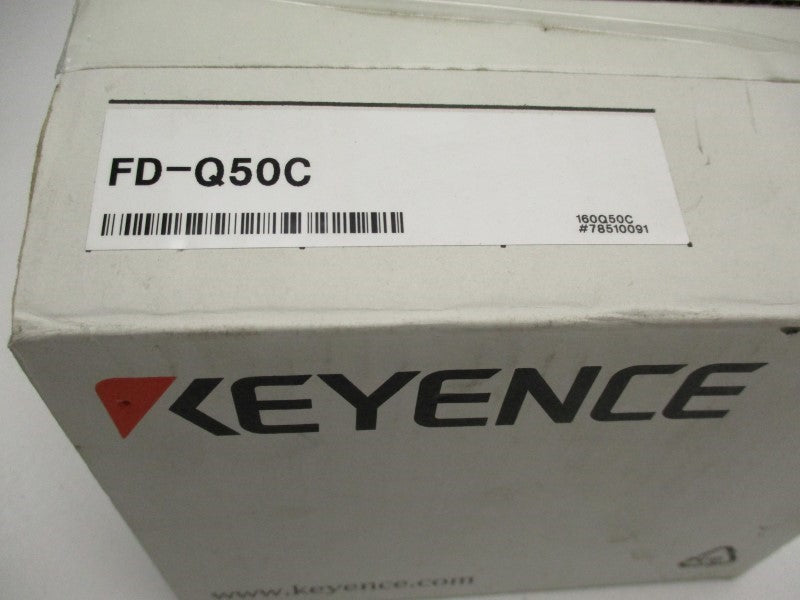 FD-Q50C
160Q50C
#78510091
KEYENCE
www.keyence.com